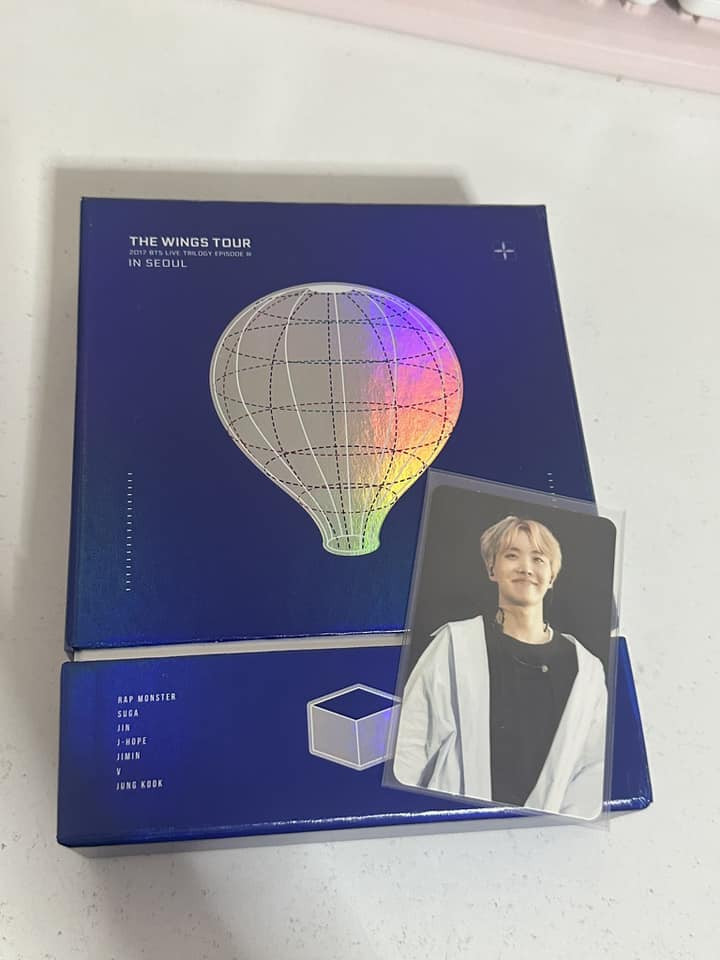 THE WINGS TOUR
2017 BTS LIVE TRILOGY EPISODE III
IN SEOUL
RAP MONSTER
SUGA
JIN
J-HOPE
JIMIN
V
JUNG KOOK